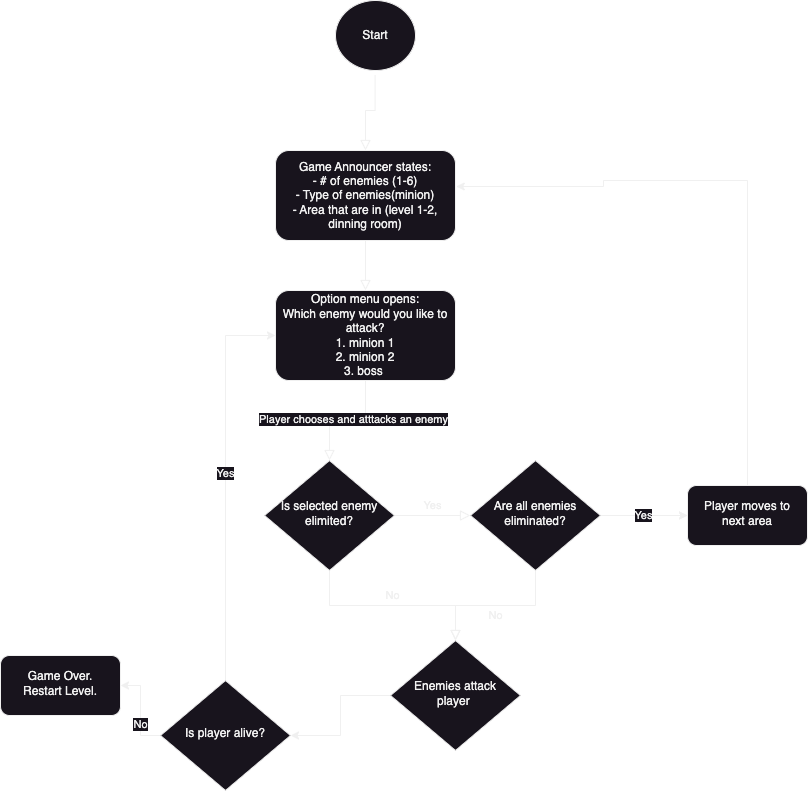 Start
Game Announcer states:
- # of enemies (1-6)
- Type of enemies(minion)
- Area that are in (level 1-2,
dinning room)
Option menu opens:
Which enemy would you like to
attack?
1. minion 1
2. minion 2
3. boss
Player chooses and atttacks an enemy
Yes
Is selected enemy
elimited?
Yes
Are all enemies
eliminated?
Yes
Player moves to
next area
No
No
Enemies attack
player
Game Over.
Restart Level.
No
Is player alive?